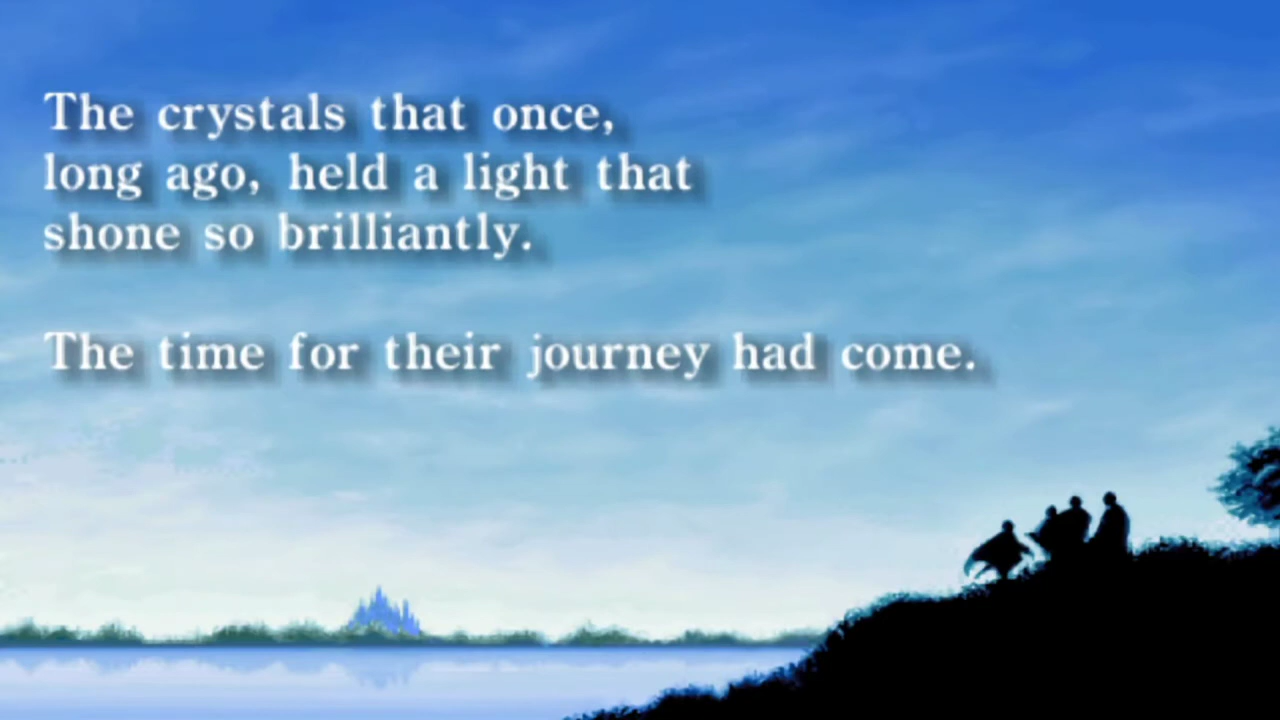 The crystals that once,
long ago, held a light that
shone so brilliantly.
The time for their journey had come.